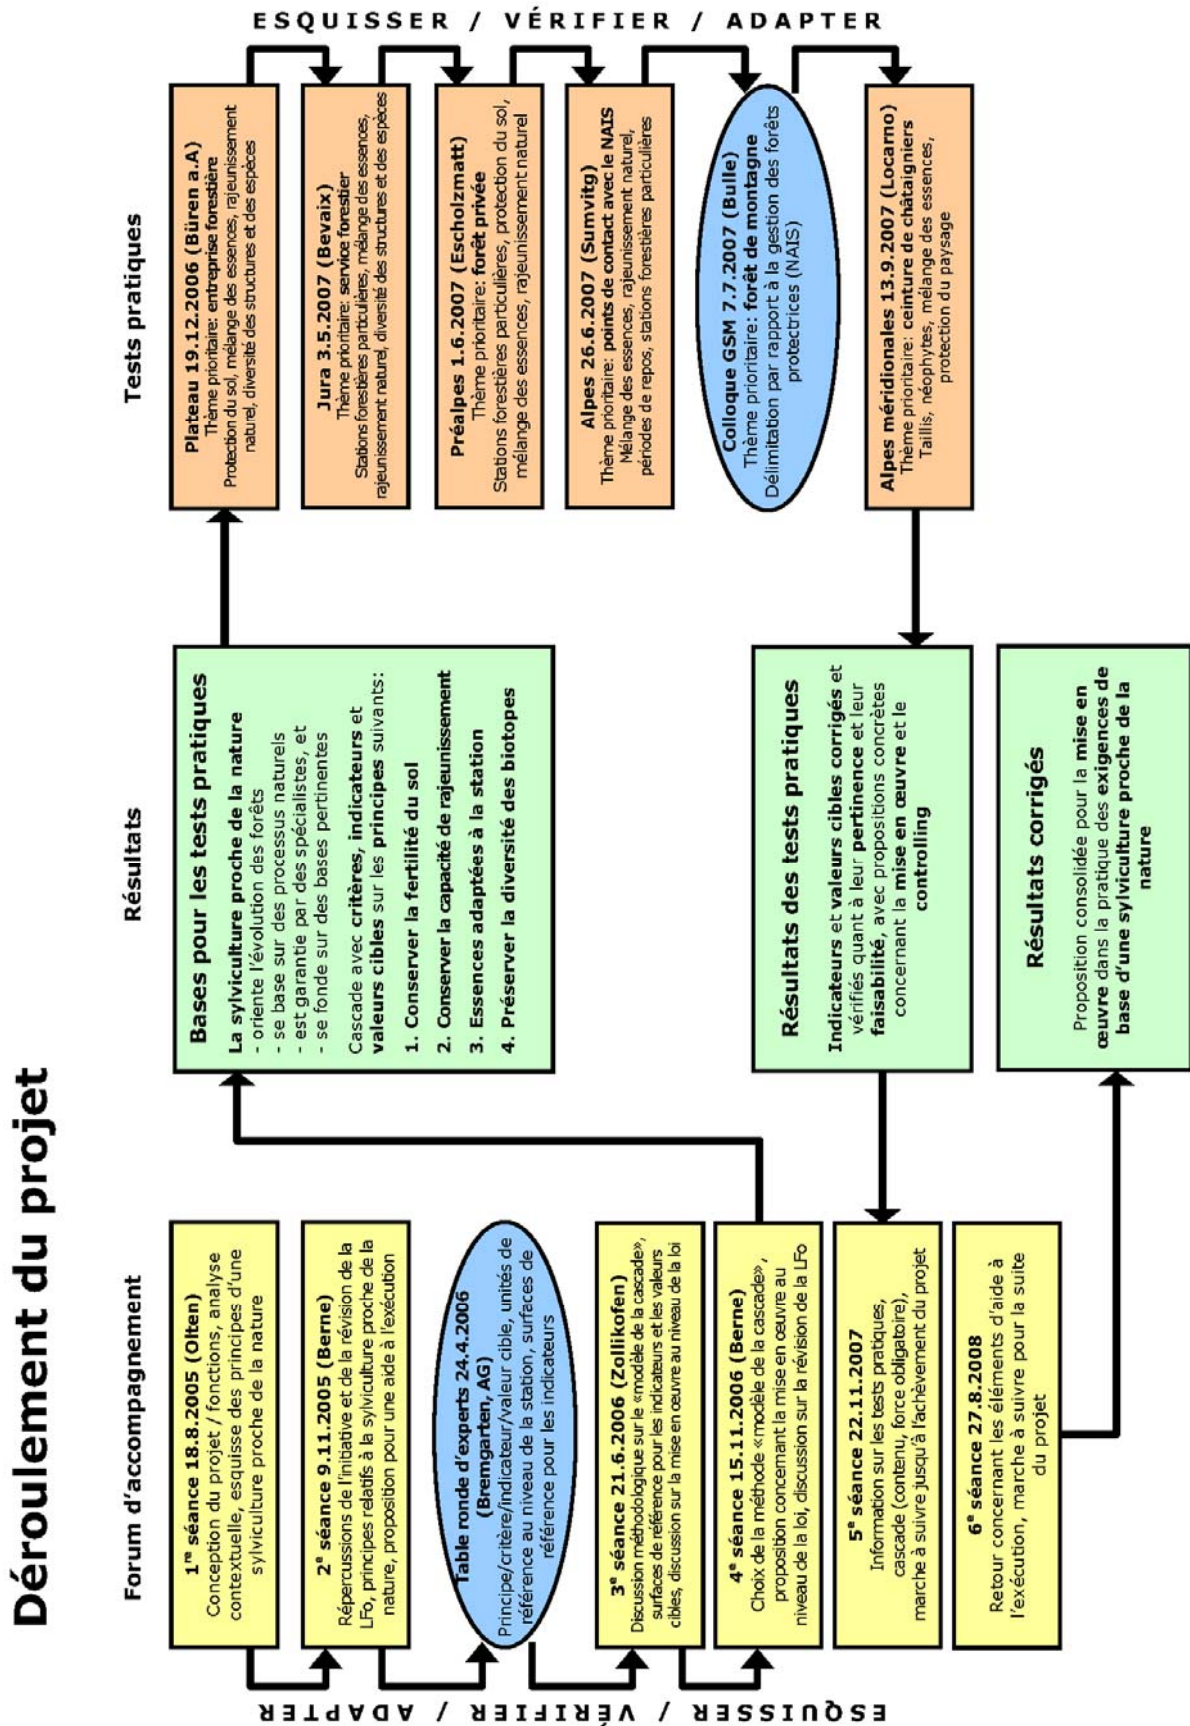 Déroulement du projet
Forum d'accompagnement
1re séance 18.8.2005 (Olten)
Conception du projet / fonctions, analyse
contextuelle, esquisse des principes d'une
sylviculture proche de la nature
2e séance 9.11.2005 (Berne)
Répercussions de l'initiative et de la révision de la
LFo, principes relatifs à la sylviculture proche de la
nature, proposition pour une aide à l'exécution
Table ronde d'experts 24.4.2006
(Bremgarten, AG)
Principe/critère/indicateur/valeur cible, unités de
référence au niveau de la station, surfaces de
référence pour les indicateurs
3e séance 21.6.2006 (Zollikofen)
Discussion méthodologique sur le «modèle de la cascade»,
surfaces de référence pour les indicateurs et les valeurs
cibles, discussion sur la mise en œuvre au niveau de la loi
4e séance 15.11.2006 (Berne)
Choix de la méthode «modèle de la cascade»,
proposition concernant la mise en œuvre au
niveau de la loi, discussion sur la révision de la LFo
5e séance 22.11.2007
Information sur les tests pratiques,
cascade (contenu, force obligatoire),
marche à suivre jusqu'à l'achèvement du projet
6e séance 27.8.2008
Retour concernant les éléments d'aide à
l'exécution, marche à suivre pour la suite
du projet
ESQUISSER / VÉRIFIER / ADAPTER
Résultats
Bases pour les tests pratiques
La sylviculture proche de la nature
- oriente l'évolution des forêts
- se base sur des processus naturels
- est garantie par des spécialistes, et
- se fonde sur des bases pertinentes
Cascade avec critères, indicateurs et
valeurs cibles sur les principes suivants:
1. Conserver la fertilité du sol
2. Conserver la capacité de rajeunissement
3. Essences adaptées à la station
4. Préserver la diversité des biotopes
Résultats des tests pratiques
Indicateurs et valeurs cibles corrigés et
vérifiés quant à leur pertinence et leur
faisabilité, avec propositions concrètes
concernant la mise en œuvre et le
controlling
Résultats corrigés
Proposition consolidée pour la mise en
œuvre dans la pratique des exigences de
base d'une sylviculture proche de la
nature
Tests pratiques
Plateau 19.12.2006 (Büren a.A)
Thème prioritaire: entreprise forestière
Protection du sol, mélange des essences, rajeunissement
naturel, diversité des structures et des espèces
Jura 3.5.2007 (Bevaix)
Thème prioritaire: service forestier
Stations forestières particulières, mélange des essences,
rajeunissement naturel, diversité des structures et des espèces
Préalpes 1.6.2007 (Escholzmatt)
Thème prioritaire: forêt privée
Stations forestières particulières, protection du sol,
mélange des essences, rajeunissement naturel
Alpes 26.6.2007 (Sumvitg)
Thème prioritaire: points de contact avec le NAIS
Mélange des essences, rajeunissement naturel,
périodes de repos, stations forestières particulières
Colloque GSM 7.7.2007 (Bulle)
Thème prioritaire: forêt de montagne
Délimitation par rapport à la gestion des forêts
protectrices (NAIS)
Alpes méridionales 13.9.2007 (Locarno)
Thème prioritaire: ceinture de châtaigniers
Taillis, néophytes, mélange des essences,
protection du paysage
ESQUISSER / VÉRIFIER / ADAPTER